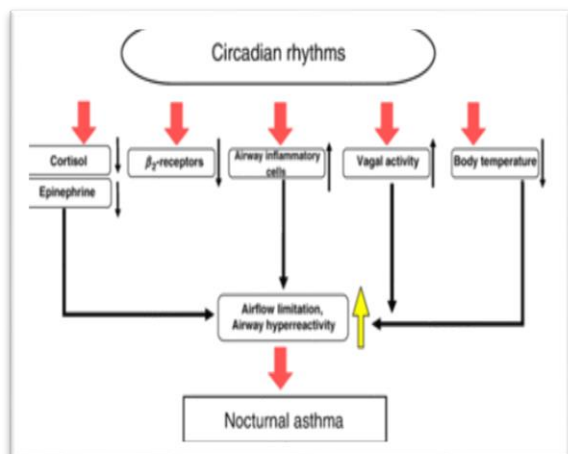 Circadian rhythms
Cortisol
Epinephrine
β₂-receptors
Airway inflammatory
cells
Vagal activity
Body temperature
Airflow limitation,
Airway hyperreactivity
Nocturnal asthma